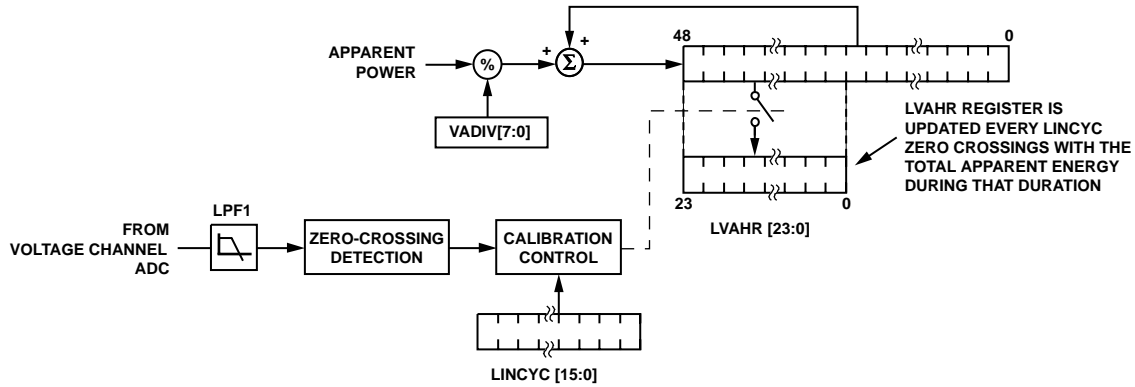 48
0
+
+
APPARENT
POWER
%
Σ
VADIV[7:0]
LVAHR REGISTER IS
UPDATED EVERY LINCYC
ZERO CROSSINGS WITH THE
TOTAL APPARENT ENERGY
DURING THAT DURATION
23
0
LVAHR [23:0]
LPF1
FROM
VOLTAGE CHANNEL
ADC
ZERO-CROSSING
DETECTION
CALIBRATION
CONTROL
LINCYC [15:0]